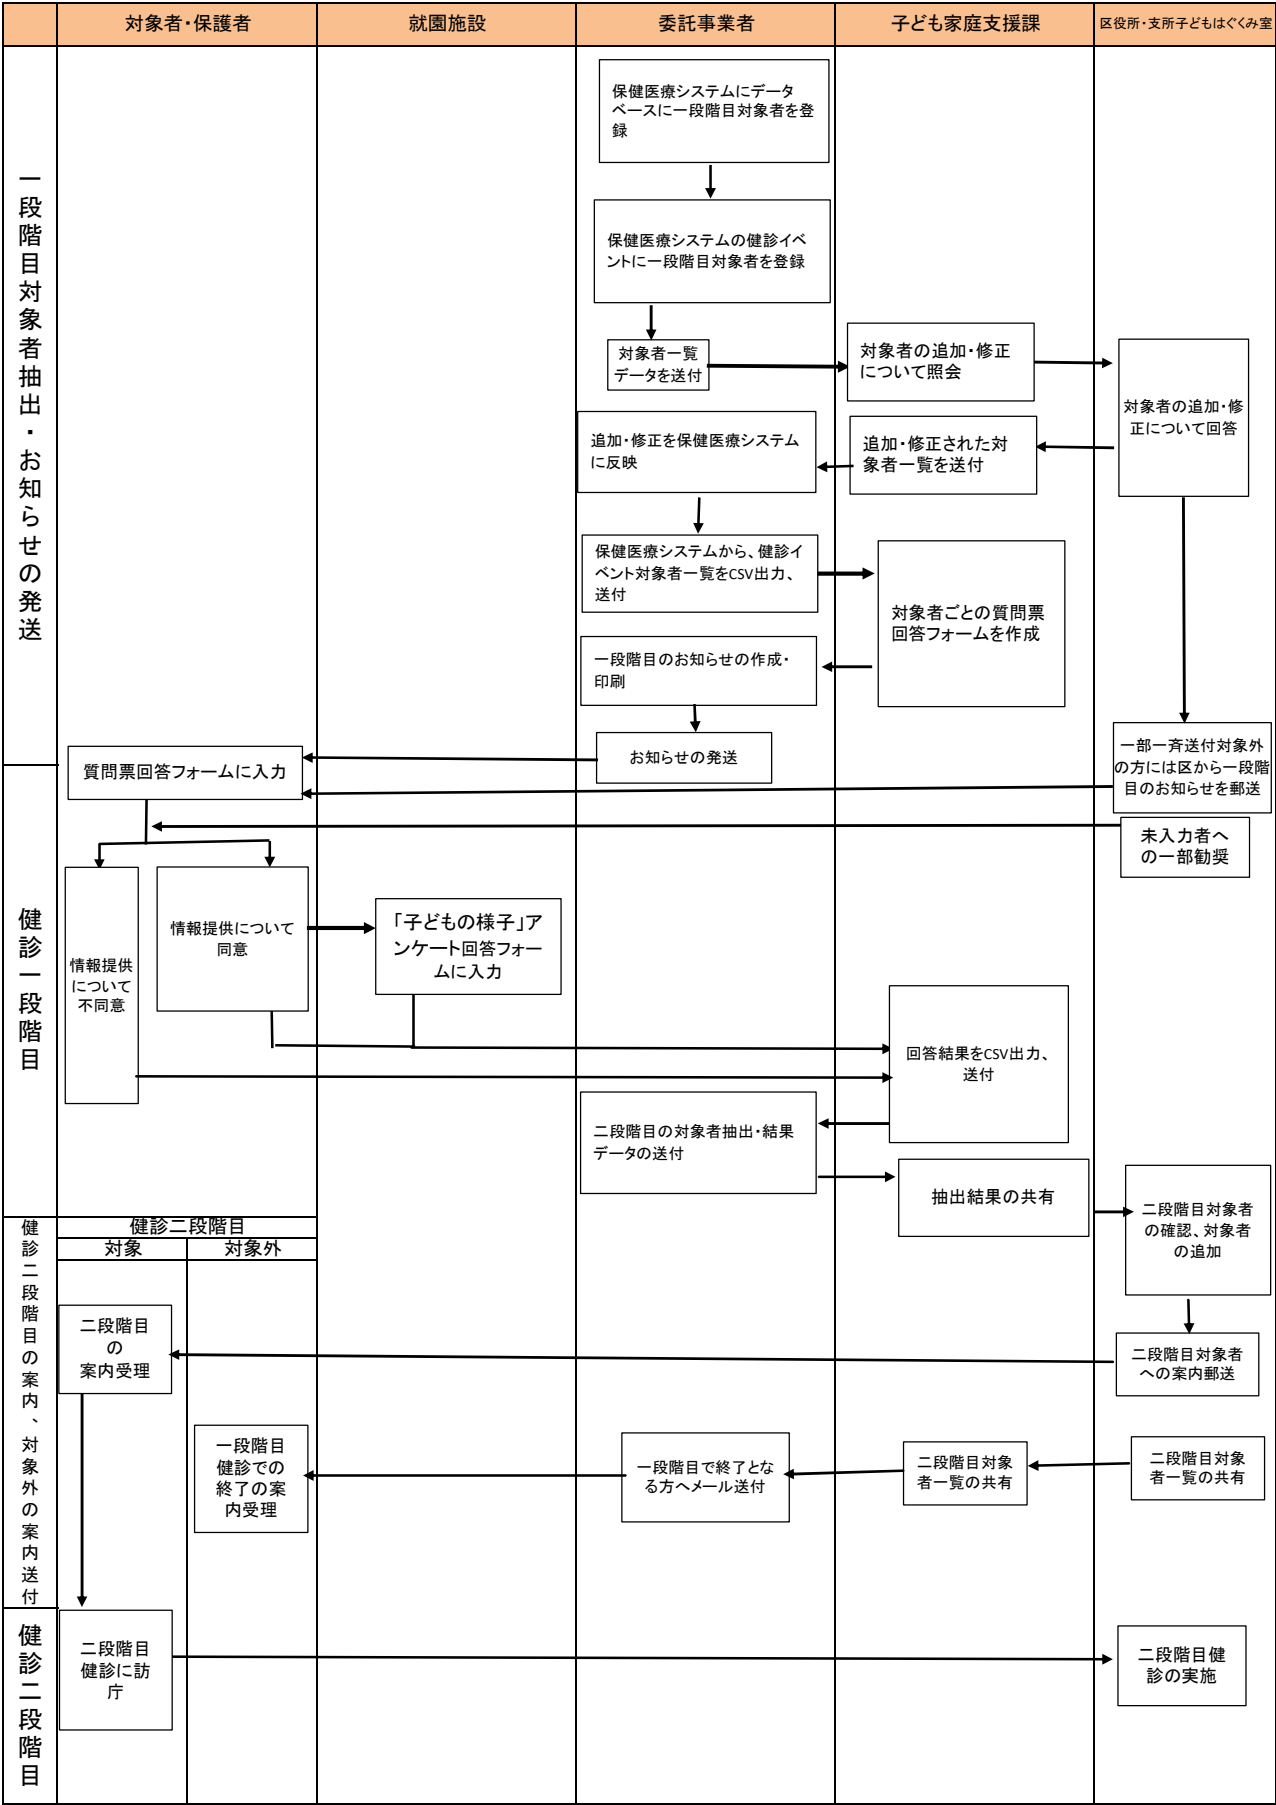 対象者・保護者
就園施設
委託事業者
子ども家庭支援課
区役所・支所子どもはぐくみ室
一段階目対象者抽出・お知らせの発送
保健医療システムにデータ
ベースに一段階目対象者を登
録
保健医療システムの健診イベ
ントに一段階目対象者を登録
対象者一覧
データを送付
対象者の追加・修正
について照会
対象者の追加・修
正について回答
追加・修正された対
象者一覧を送付
追加・修正を保健医療システム
に反映
保健医療システムから、健診イ
ベント対象者一覧をCSV出力、
送付
対象者ごとの質問票
回答フォームを作成
一段階目のお知らせの作成・
印刷
お知らせの発送
一部一斉送付対象外
の方には区から一段階
目のお知らせを郵送
質問票回答フォームに入力
健診一段階目
未入力者へ
の一部勧奨
情報提供
について
不同意
情報提供について
同意
「子どもの様子」ア
ンケート回答フォー
ムに入力
回答結果をCSV出力、
送付
二段階目の対象者抽出・結果
データの送付
抽出結果の共有
二段階目対象者
の確認、対象者
の追加
健診二段階目の案内、対象外の案内送付
健診二段階目
対象
対象外
二段階目
の
案内受理
二段階目対象者
への案内郵送
一段階目
健診での
終了の案
内受理
一段階目で終了とな
る方へメール送付
二段階目対象
者一覧の共有
二段階目対象
者一覧の共有
健診二段階目
二段階目
健診に訪
庁
二段階目健
診の実施